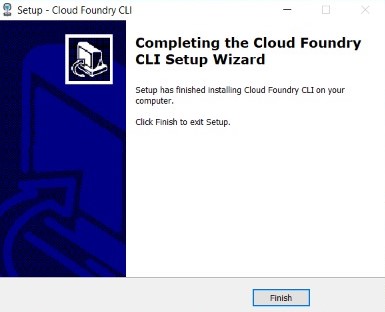 Setup - Cloud Foundry CLI
Completing the Cloud Foundry
CLI Setup Wizard
Setup has finished installing Cloud Foundry CLI on your
computer.
Click Finish to exit Setup.
Finish